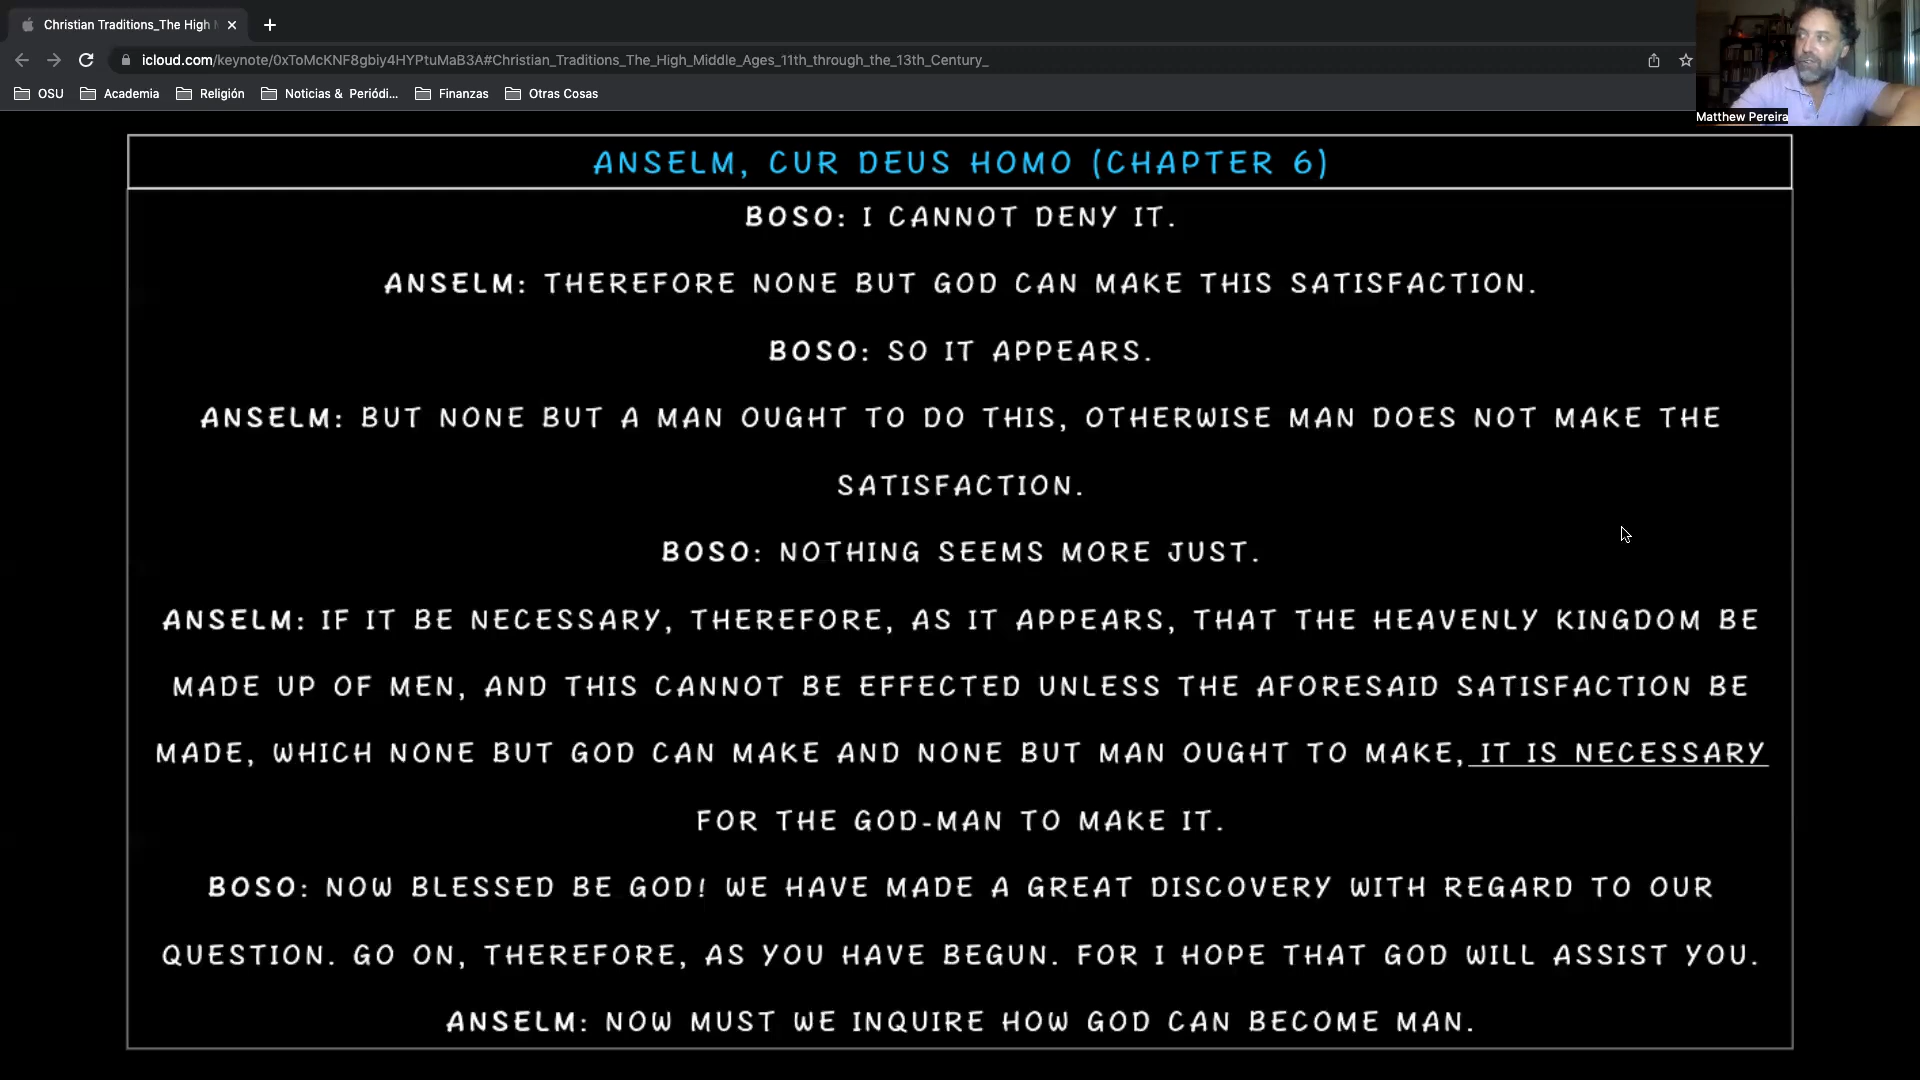 Christian Traditions_The High
icloud.com/keynote/0xToMcKNF8gbiy4HYPtuMaB3A#Christian_Traditions_The_High_Middle_Ages_11th_through_the_13th_Century_
OSU Academia Religión Noticias & Periódi... Finanzas Otras Cosas
Matthew Pereira
ANSELM, CUR DEUS HOMO (CHAPTER 6)
BOSO: I CANNOT DENY IT.
ANSELM: THEREFORE NONE BUT GOD CAN MAKE THIS SATISFACTION.
BOSO: SO IT APPEARS.
ANSELM: BUT NONE BUT A MAN OUGHT TO DO THIS, OTHERWISE MAN DOES NOT MAKE THE
SATISFACTION.
BOSO: NOTHING SEEMS MORE JUST.
ANSELM: IF IT BE NECESSARY, THEREFORE, AS IT APPEARS, THAT THE HEAVENLY KINGDOM BE
MADE UP OF MEN, AND THIS CANNOT BE EFFECTED UNLESS THE AFORESAID SATISFACTION BE
MADE, WHICH NONE BUT GOD CAN MAKE AND NONE BUT MAN OUGHT TO MAKE, IT IS NECESSARY
FOR THE GOD-MAN TO MAKE IT.
BOSO: NOW BLESSED BE GOD! WE HAVE MADE A GREAT DISCOVERY WITH REGARD TO OUR
QUESTION. GO ON, THEREFORE, AS YOU HAVE BEGUN. FOR I HOPE THAT GOD WILL ASSIST YOU.
ANSELM: NOW MUST WE INQUIRE HOW GOD CAN BECOME MAN.